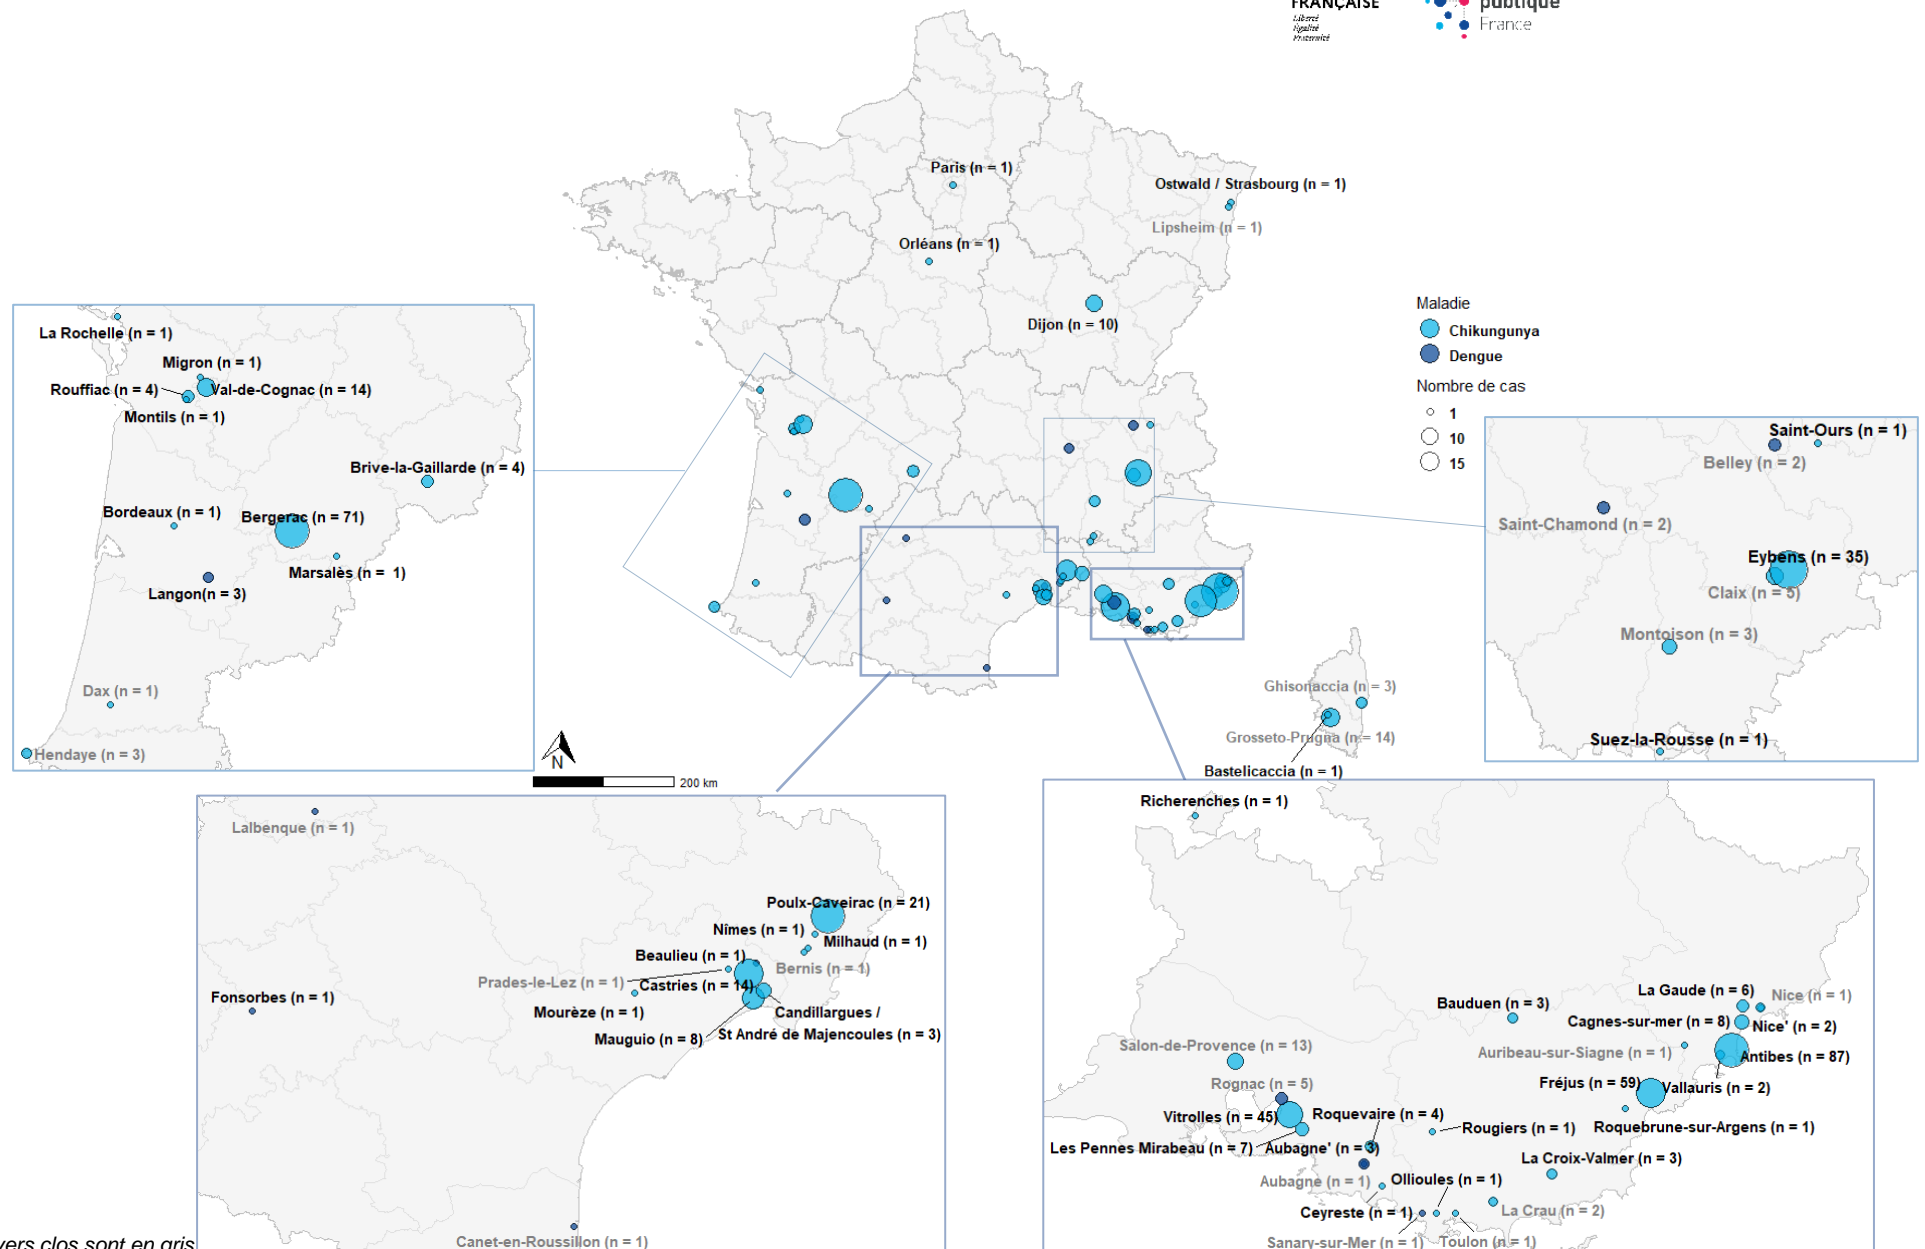 FRANÇAISE
Liberté
Égalité
Fraternité
publique
France
Paris (n = 1)
Ostwald / Strasbourg (n = 1)
Lipsheim (n = 1)
Orléans (n = 1)
Dijon (n = 10)
Maladie
Chikungunya
Dengue
Nombre de cas
1
10
15
La Rochelle (n = 1)
Migron (n = 1)
Rouffiac (n = 4)
Val-de-Cognac (n = 14)
Montils (n = 1)
Brive-la-Gaillarde (n = 4)
Bordeaux (n = 1)
Bergerac (n = 71)
Marsalès (n = 1)
Langon(n = 3)
Dax (n = 1)
Hendaye (n = 3)
Saint-Ours (n = 1)
Belley (n = 2)
Saint-Chamond (n = 2)
Eybens (n = 35)
Claix (n = 5)
Montoison (n = 3)
Suez-la-Rousse (n = 1)
Ghisonaccia (n = 3)
Grosseto-Prugna (n = 14)
Bastelicaccia (n = 1)
N
200 km
Lalbenque (n = 1)
Poulx-Caveirac (n = 21)
Nîmes (n = 1)
Milhaud (n = 1)
Beaulieu (n = 1)
Bernis (n = 1)
Prades-le-Lez (n = 1)
Castries (n = 14)
Fonsorbes (n = 1)
Mourèze (n = 1)
Candillargues /
St André de Majencoules (n = 3)
Mauguio (n = 8)
Canet-en-Roussillon (n = 1)
Richerenches (n = 1)
La Gaude (n = 6)
Nice (n = 1)
Bauduen (n = 3)
Cagnes-sur-mer (n = 8)
Nice' (n = 2)
Salon-de-Provence (n = 13)
Auribeau-sur-Siagne (n = 1)
Antibes (n = 87)
Rognac (n = 5)
Fréjus (n = 59)
Vallauris (n = 2)
Vitrolles (n = 45)
Roquevaire (n = 4)
Rougiers (n = 1)
Roquebrune-sur-Argens (n = 1)
Les Pennes Mirabeau (n = 7)
Aubagne' (n = 3)
La Croix-Valmer (n = 3)
Aubagne (n = 1)
Ollioules (n = 1)
Ceyreste (n = 1)
La Crau (n = 2)
Sanary-sur-Mer (n = 1)
Toulon (n = 1)
vers clos sont en gris